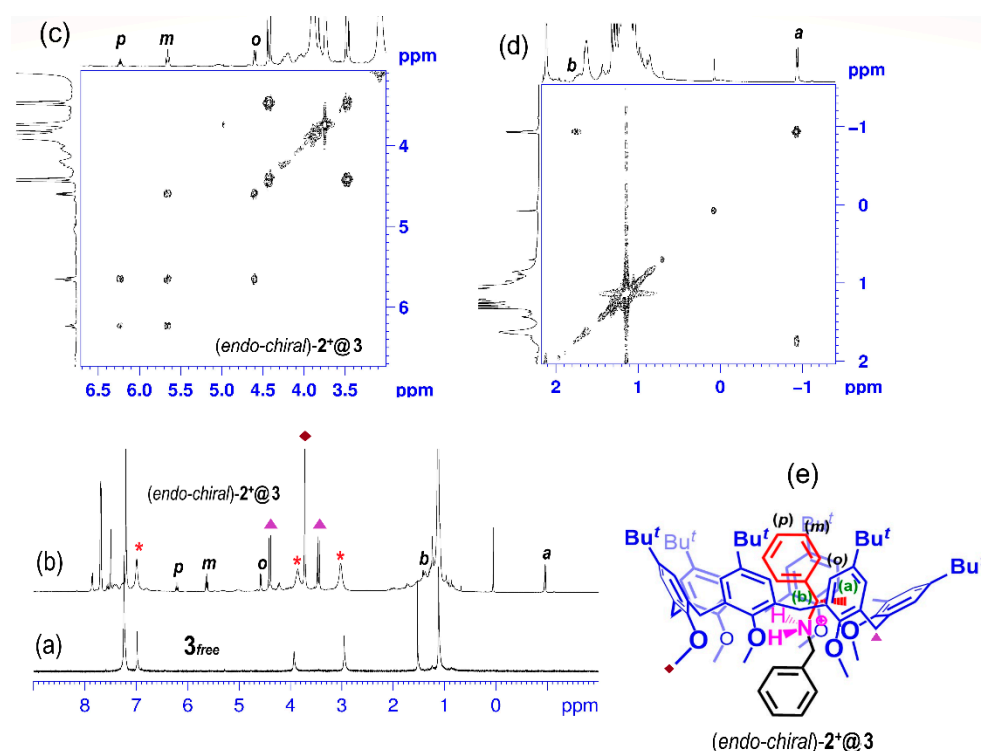 (c)
p m o
ppm
4
5
6
(endo-chiral)-2⁺@3
6.5 6.0 5.5 5.0 4.5 4.0 3.5 ppm
(d)
b a
ppm
−1
0
1
2
2 1 0 −1 ppm
(endo-chiral)-2⁺@3
(b)
* p m o * * b a
(a)
3free
8 7 6 5 4 3 2 1 0 ppm
(e)
(p) (m)
Buᵗ Buᵗ Buᵗ Buᵗ
Buᵗ (o) Buᵗ
(b) (a)
H N ⊕
H
O O O O O O
(endo-chiral)-2⁺@3